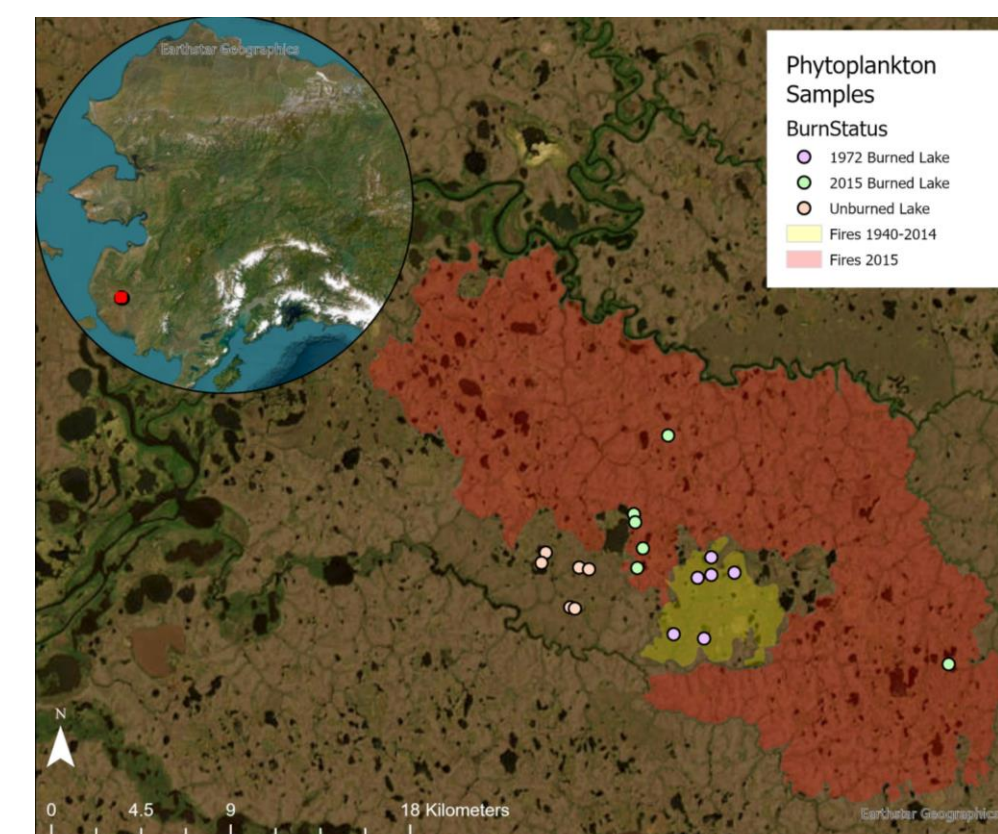 Earthstar Geographics
Phytoplankton
Samples
BurnStatus
1972 Burned Lake
2015 Burned Lake
Unburned Lake
Fires 1940-2014
Fires 2015
N
0 4.5 9 18 Kilometers
Earthstar Geographics